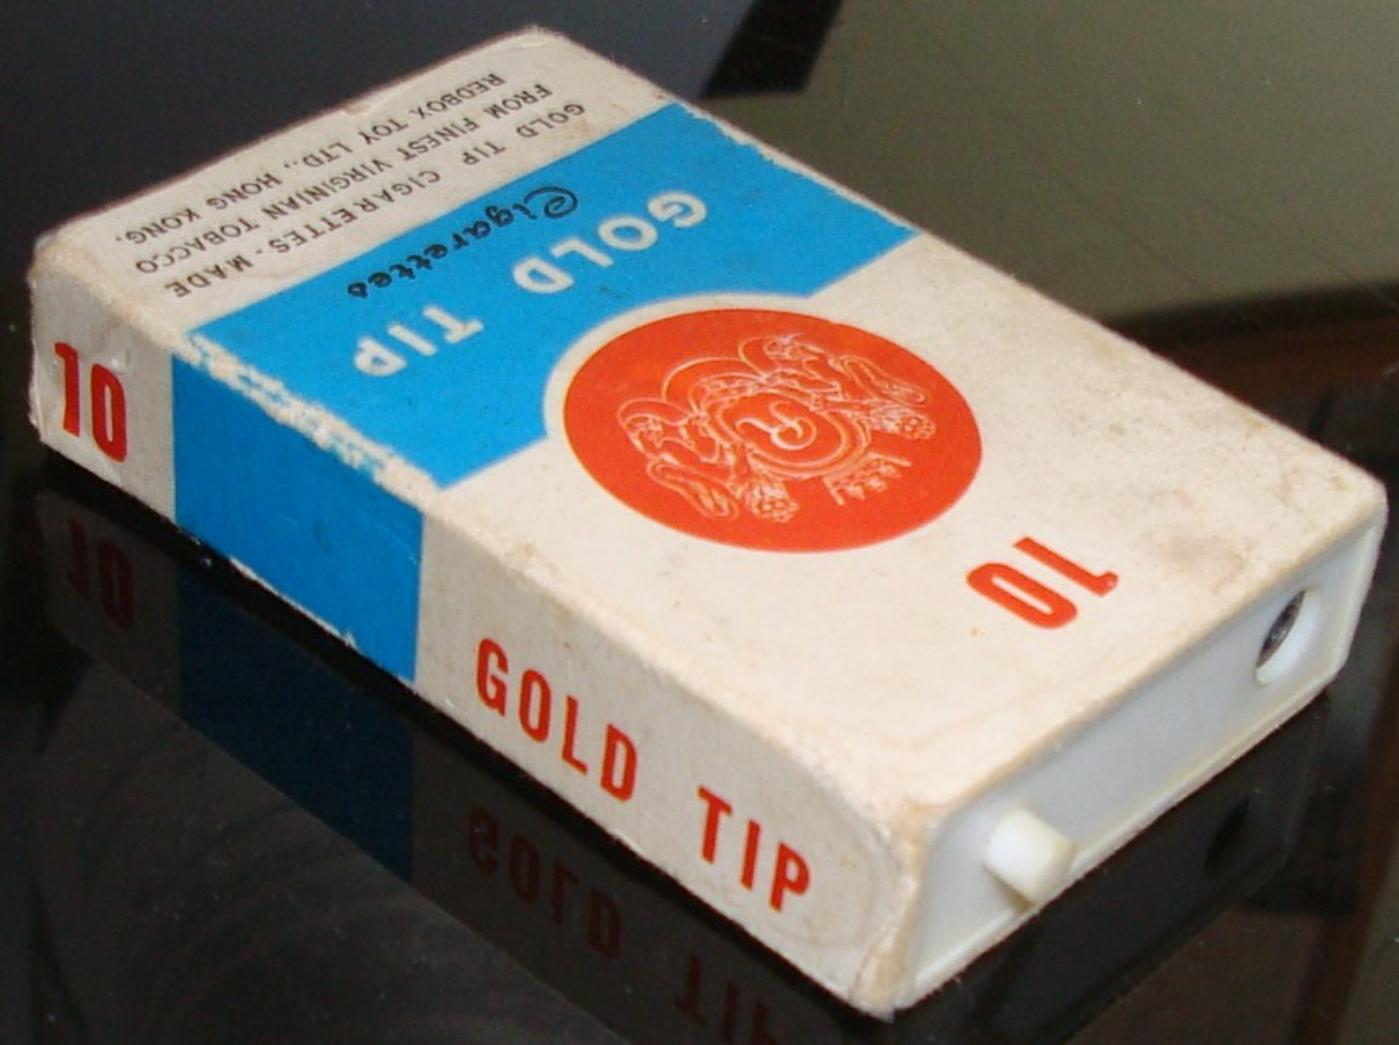 GOLD TIP CIGARETTES. MADE
FROM FINEST VIRGINIAN TOBACCO
REDBOX TOY LTD., HONG KONG.
Cigarettes
GOLD TIP
R
10
10
GOLD TIP